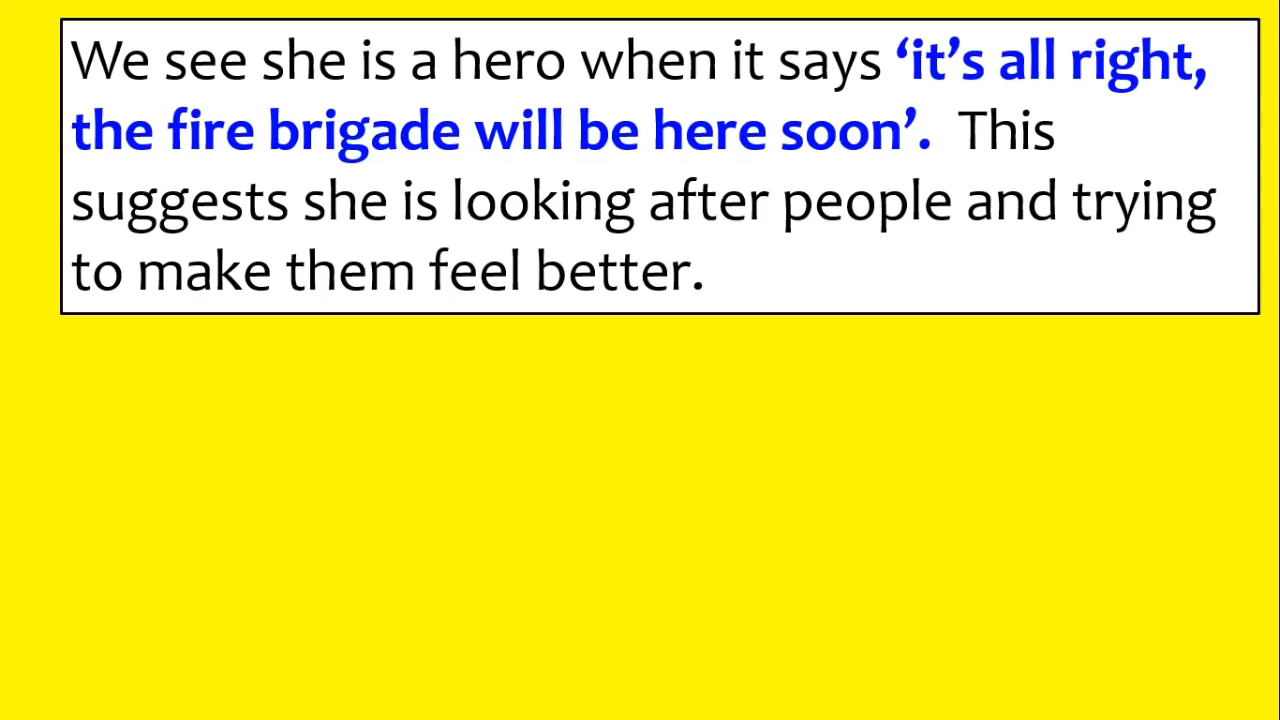 We see she is a hero when it says ‘it’s all right,
the fire brigade will be here soon’.  This
suggests she is looking after people and trying
to make them feel better.